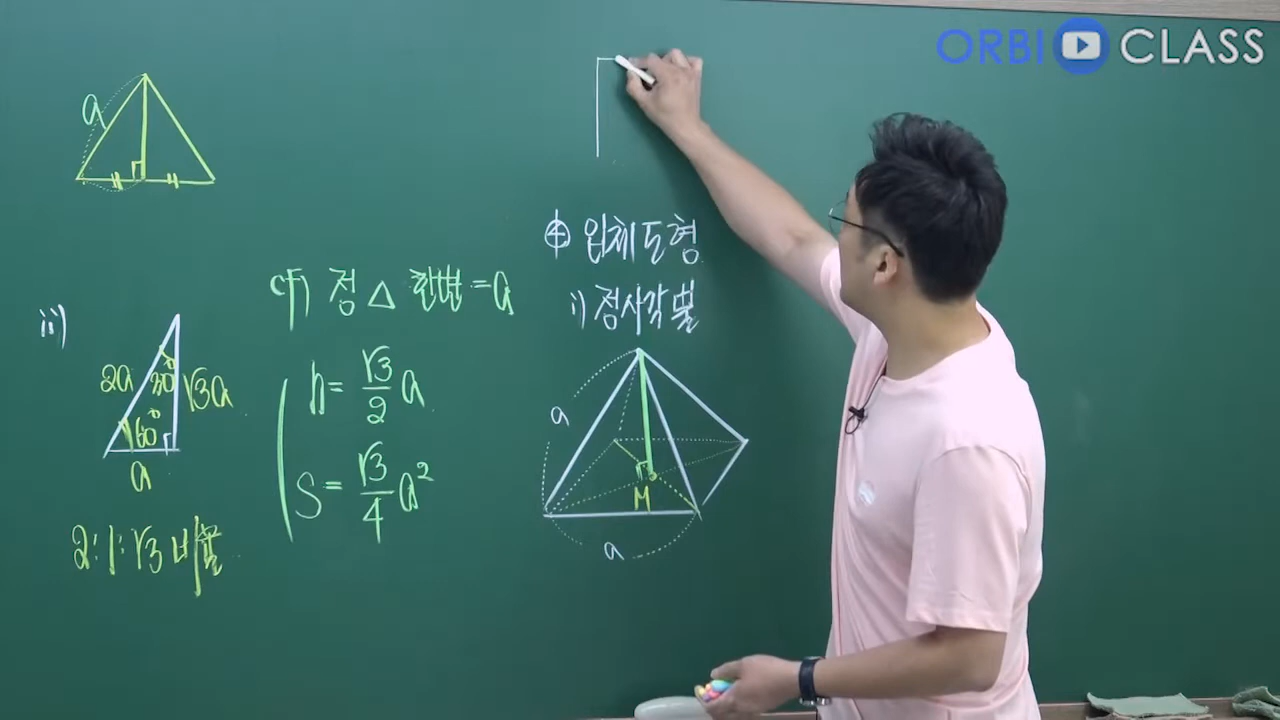 ORBI CLASS
a
ii)
2a
30°
√3a
60°
a
2:1:√3 비율
cf) 정△ 한변 = a
h = √3/2 a
S = √3/4 a²
④ 입체도형
i) 정사각뿔
a
M
a